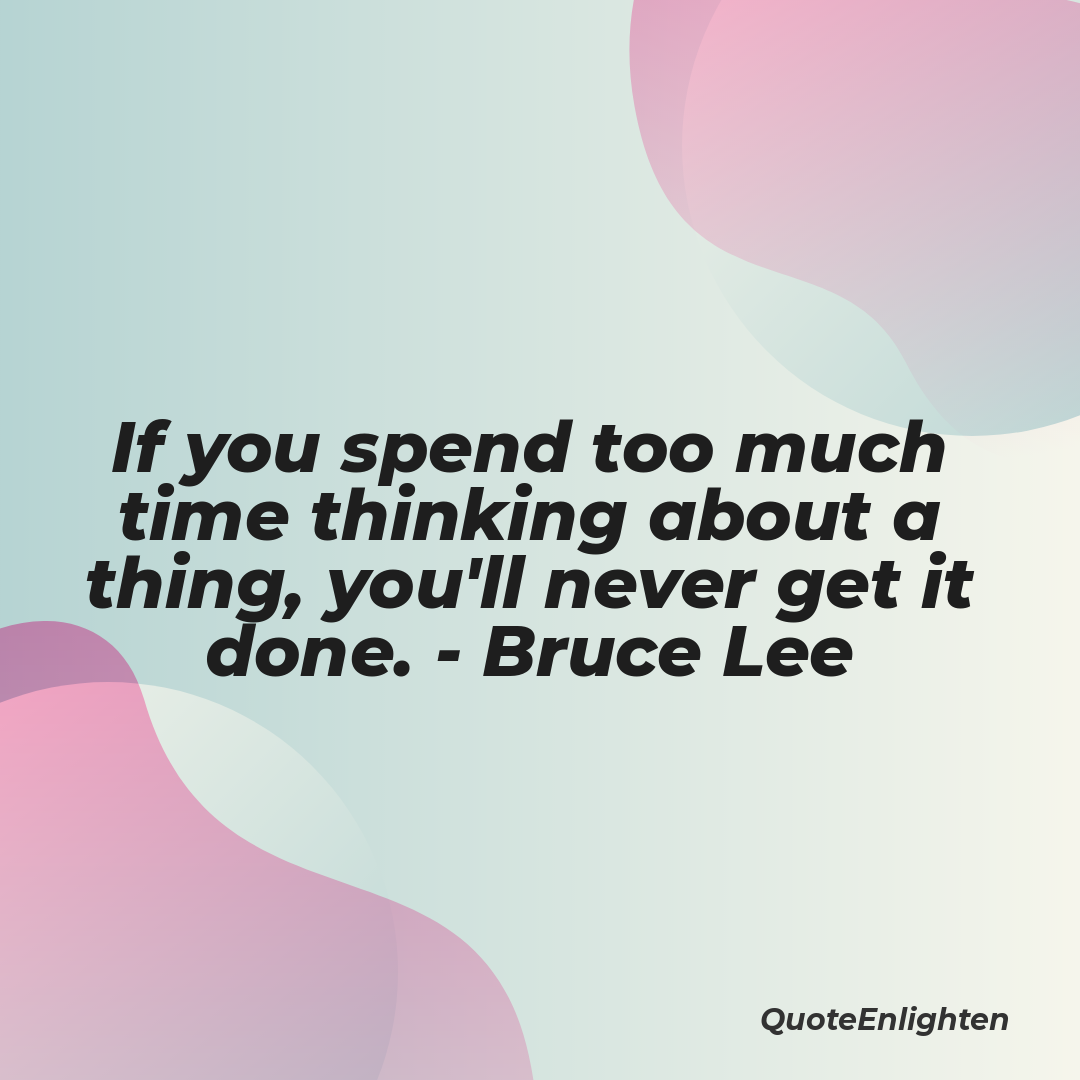 If you spend too much
time thinking about a
thing, you'll never get it
done. - Bruce Lee
QuoteEnlighten